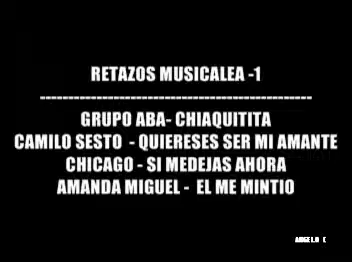 RETAZOS MUSICALEA -1
------------------------------------------------
GRUPO ABA- CHIAQUITITA
CAMILO SESTO - QUIERESES SER MI AMANTE
CHICAGO - SI MEDEJAS AHORA
AMANDA MIGUEL - EL ME MINTIO